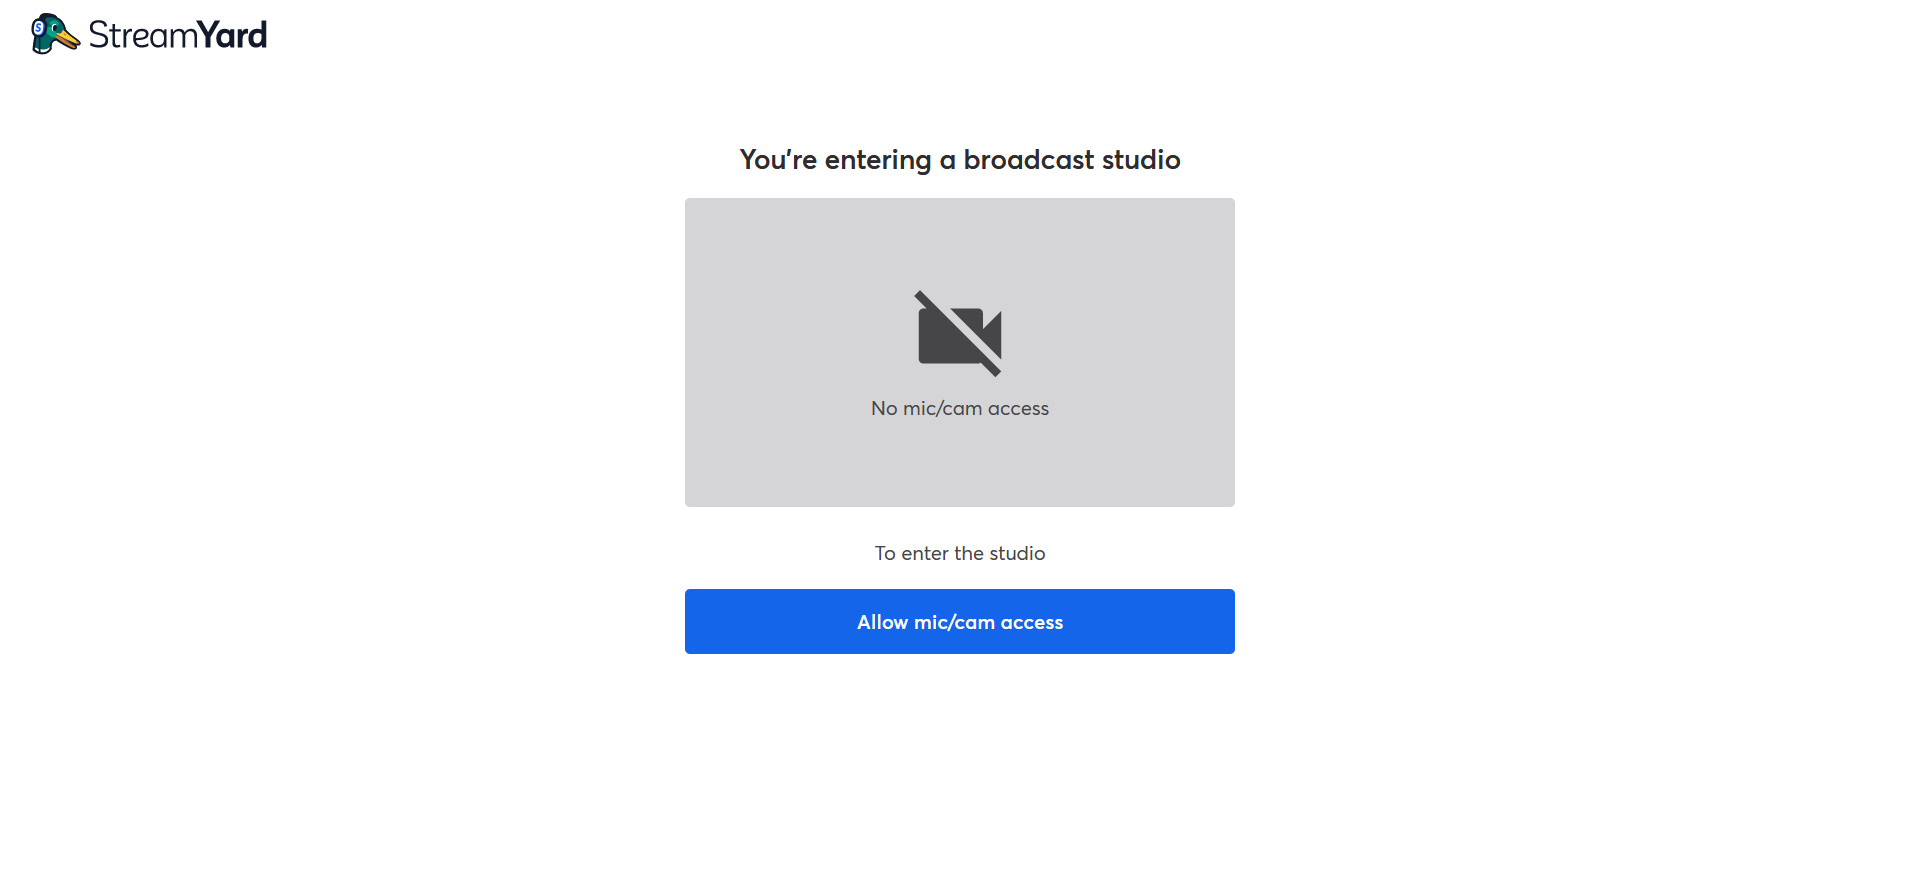 StreamYard
You're entering a broadcast studio
No mic/cam access
To enter the studio
Allow mic/cam access